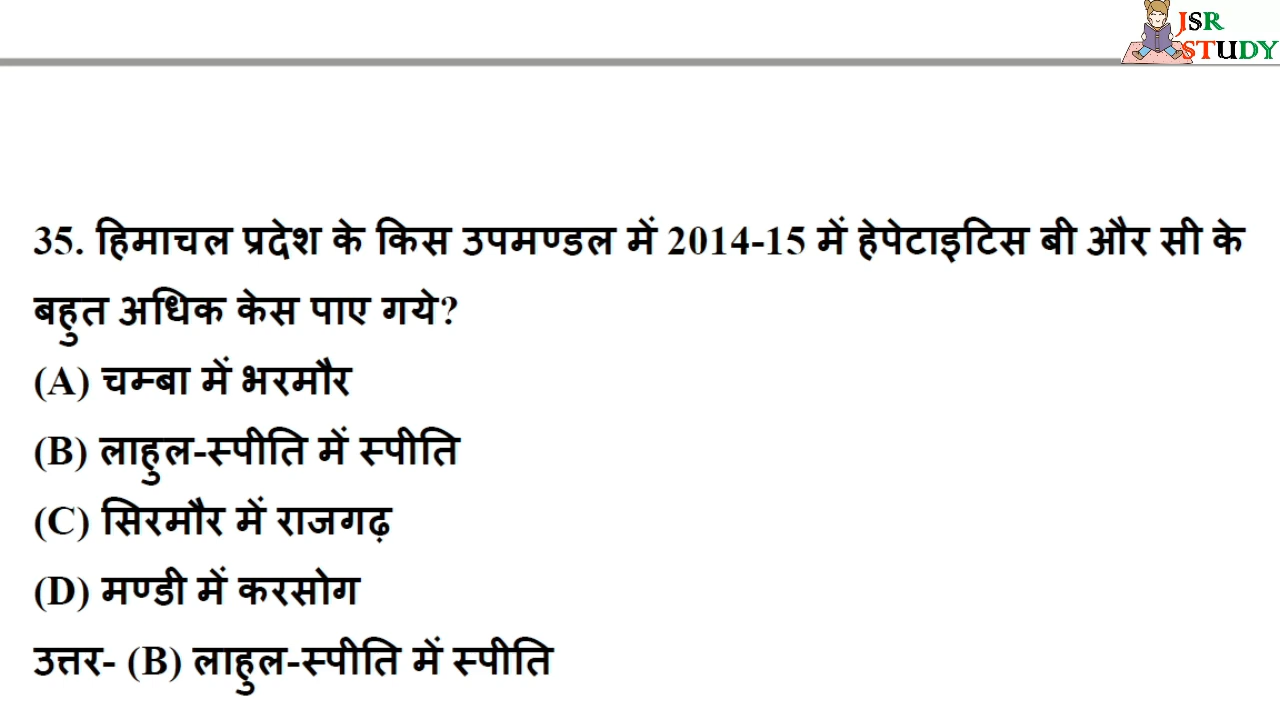 JSR
STUDY
35. हिमाचल प्रदेश के किस उपमण्डल में 2014-15 में हेपेटाइटिस बी और सी के
बहुत अधिक केस पाए गये?
(A) चम्बा में भरमौर
(B) लाहुल-स्पीति में स्पीति
(C) सिरमौर में राजगढ़
(D) मण्डी में करसोग
उत्तर- (B) लाहुल-स्पीति में स्पीति